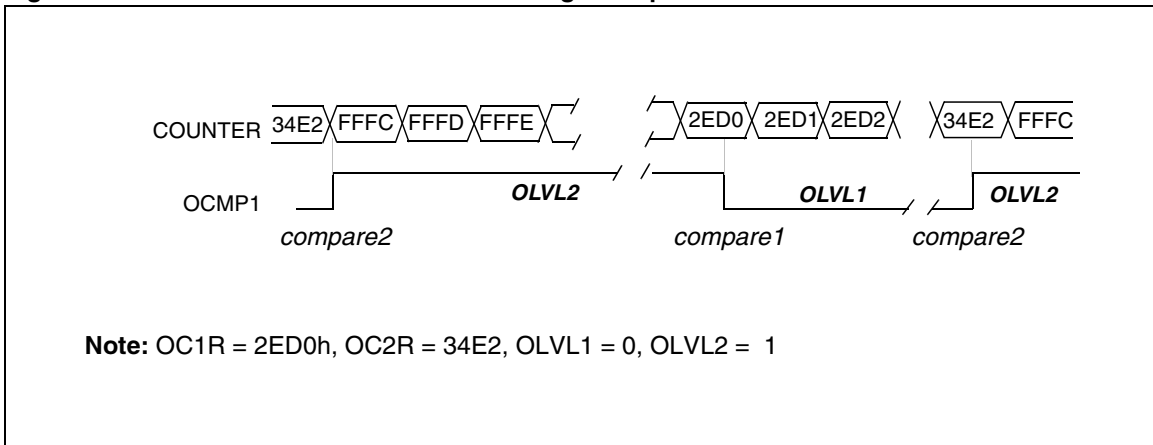 COUNTER 34E2 FFFC FFFD FFFE 2ED0 2ED1 2ED2 34E2 FFFC
OCMP1 OLVL2 OLVL1 OLVL2
compare2 compare1 compare2
Note: OC1R = 2ED0h, OC2R = 34E2, OLVL1 = 0, OLVL2 = 1